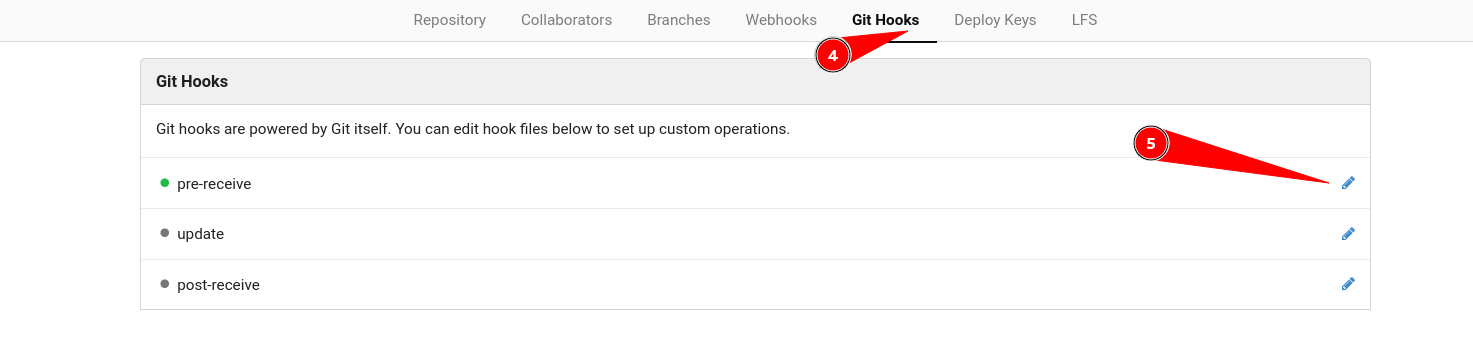 Repository Collaborators Branches Webhooks Git Hooks Deploy Keys LFS
4
Git Hooks
Git hooks are powered by Git itself. You can edit hook files below to set up custom operations.
5
pre-receive
update
post-receive